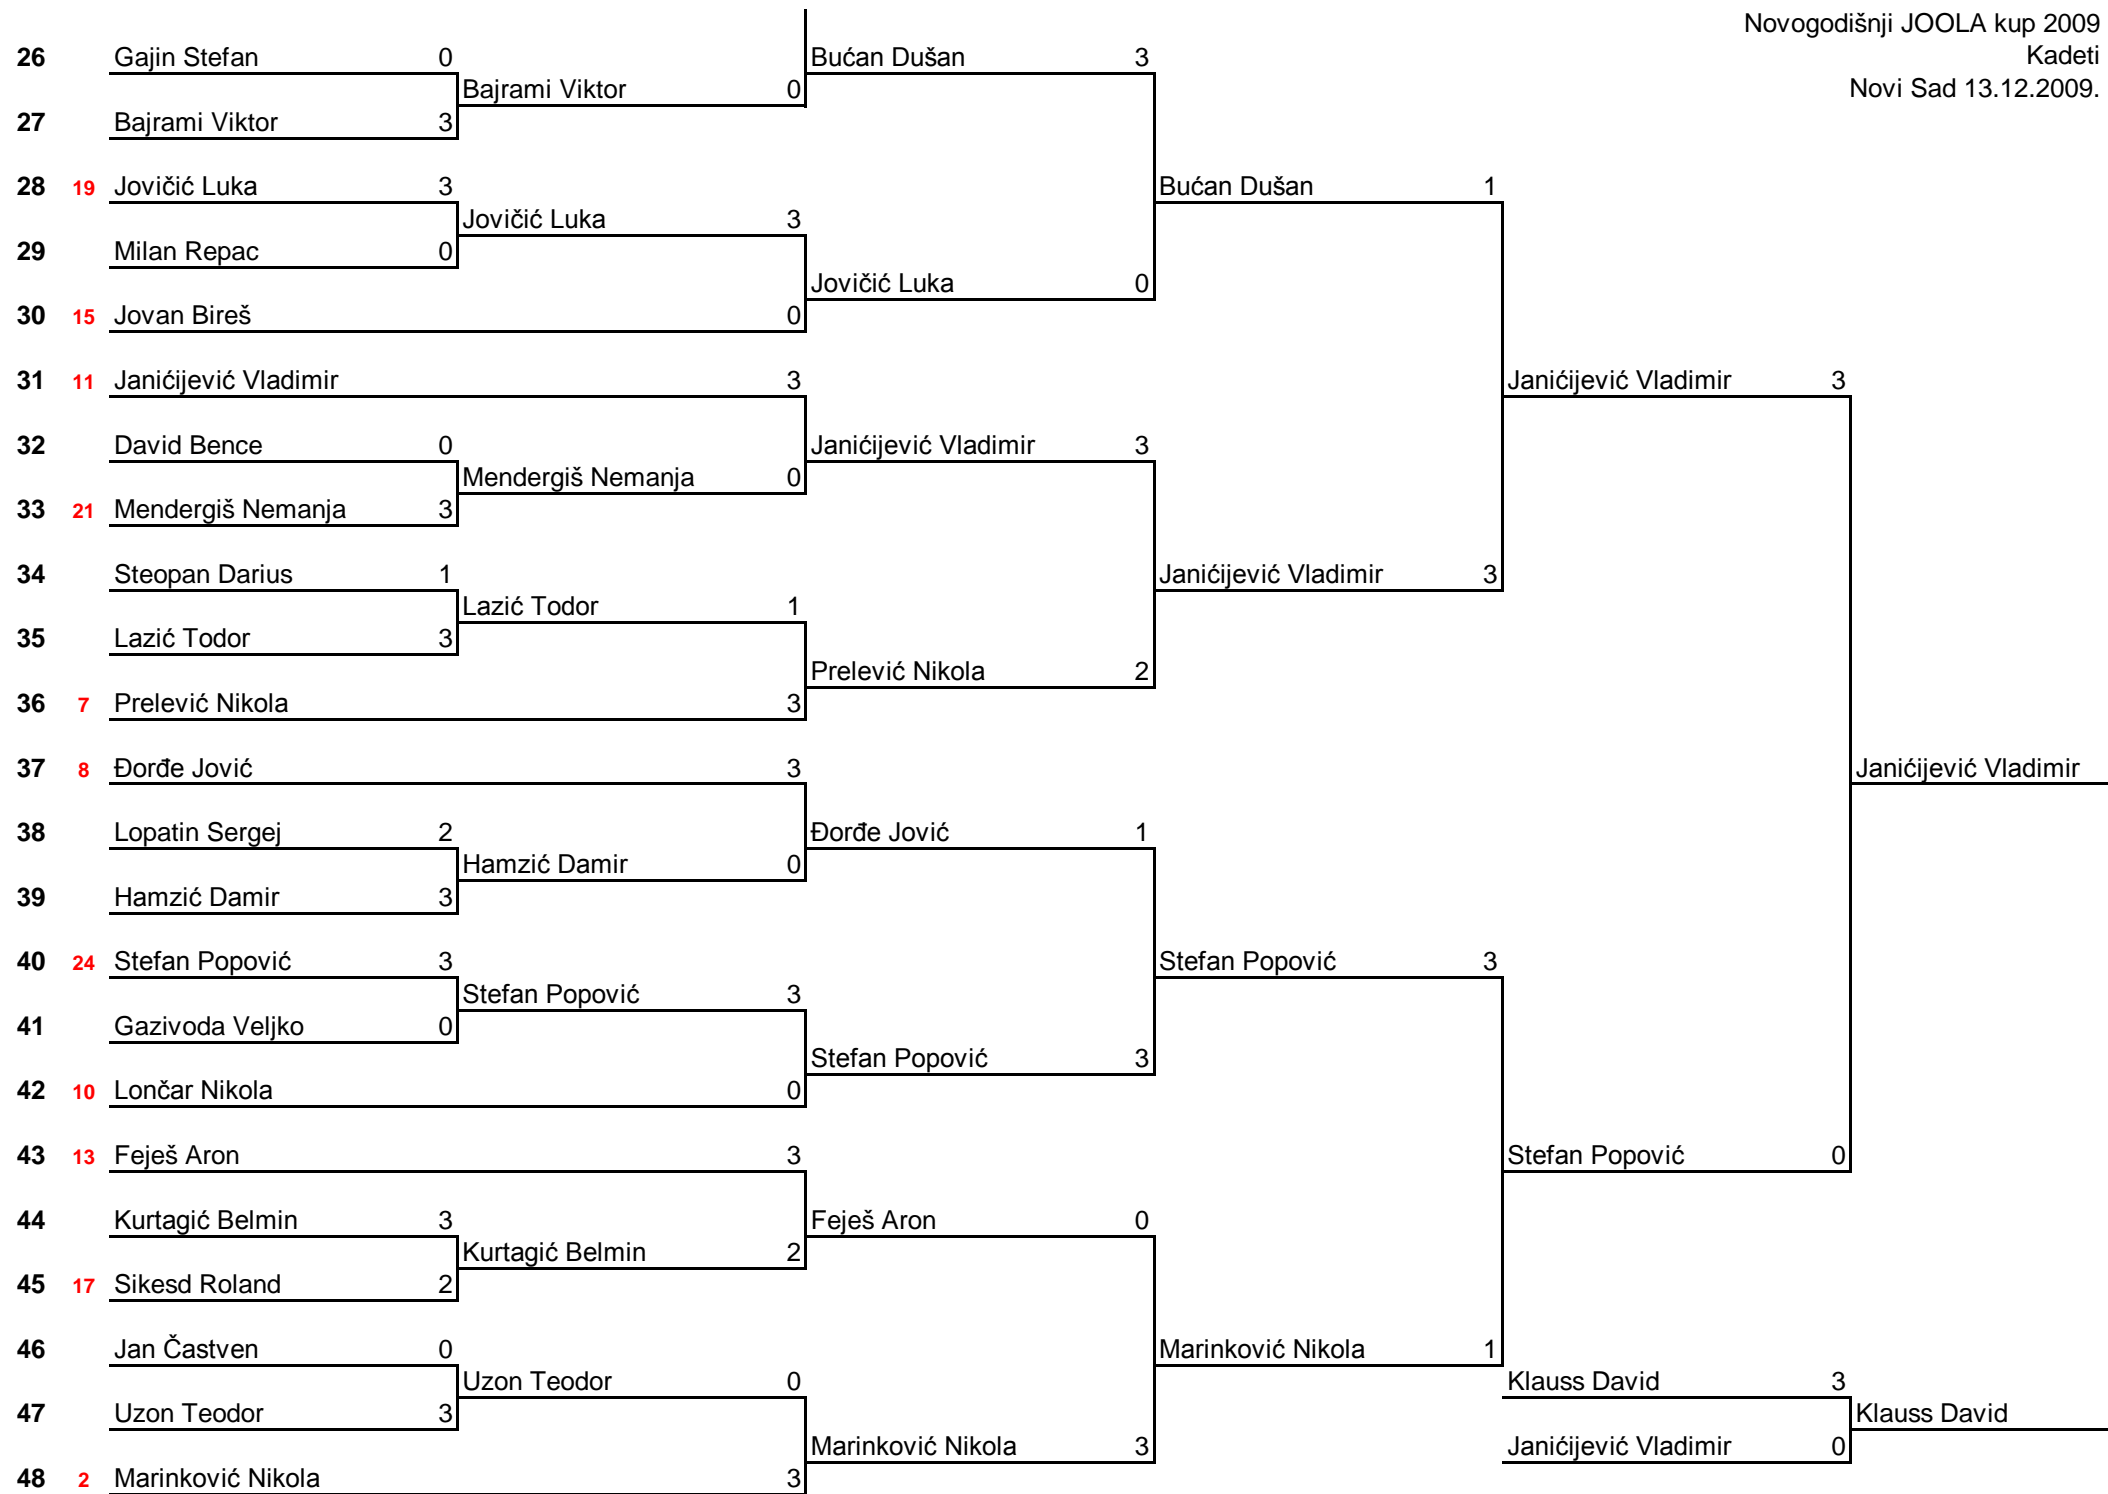 Novogodišnji JOOLA kup 2009
Kadeti
Novi Sad 13.12.2009.
26 Gajin Stefan 0 Bućan Dušan 3
Bajrami Viktor 0
27 Bajrami Viktor 3
28 19 Jovičić Luka 3 Bućan Dušan 1
Jovičić Luka 3
29 Milan Repac 0
Jovičić Luka 0
30 15 Jovan Bireš 0
31 11 Janićijević Vladimir 3 Janićijević Vladimir 3
32 David Bence 0 Janićijević Vladimir 3
Mendergiš Nemanja 0
33 21 Mendergiš Nemanja 3
34 Steopan Darius 1 Janićijević Vladimir 3
Lazić Todor 1
35 Lazić Todor 3
Prelević Nikola 2
36 7 Prelević Nikola 3
37 8 Đorđe Jović 3 Janićijević Vladimir
38 Lopatin Sergej 2 Đorđe Jović 1
Hamzić Damir 0
39 Hamzić Damir 3
40 24 Stefan Popović 3 Stefan Popović 3
Stefan Popović 3
41 Gazivoda Veljko 0
Stefan Popović 3
42 10 Lončar Nikola 0
43 13 Feješ Aron 3 Stefan Popović 0
44 Kurtagić Belmin 3 Feješ Aron 0
Kurtagić Belmin 2
45 17 Sikesd Roland 2
46 Jan Častven 0 Marinković Nikola 1
Uzon Teodor 0 Klauss David 3
47 Uzon Teodor 3 Klauss David
Marinković Nikola 3 Janićijević Vladimir 0
48 2 Marinković Nikola 3